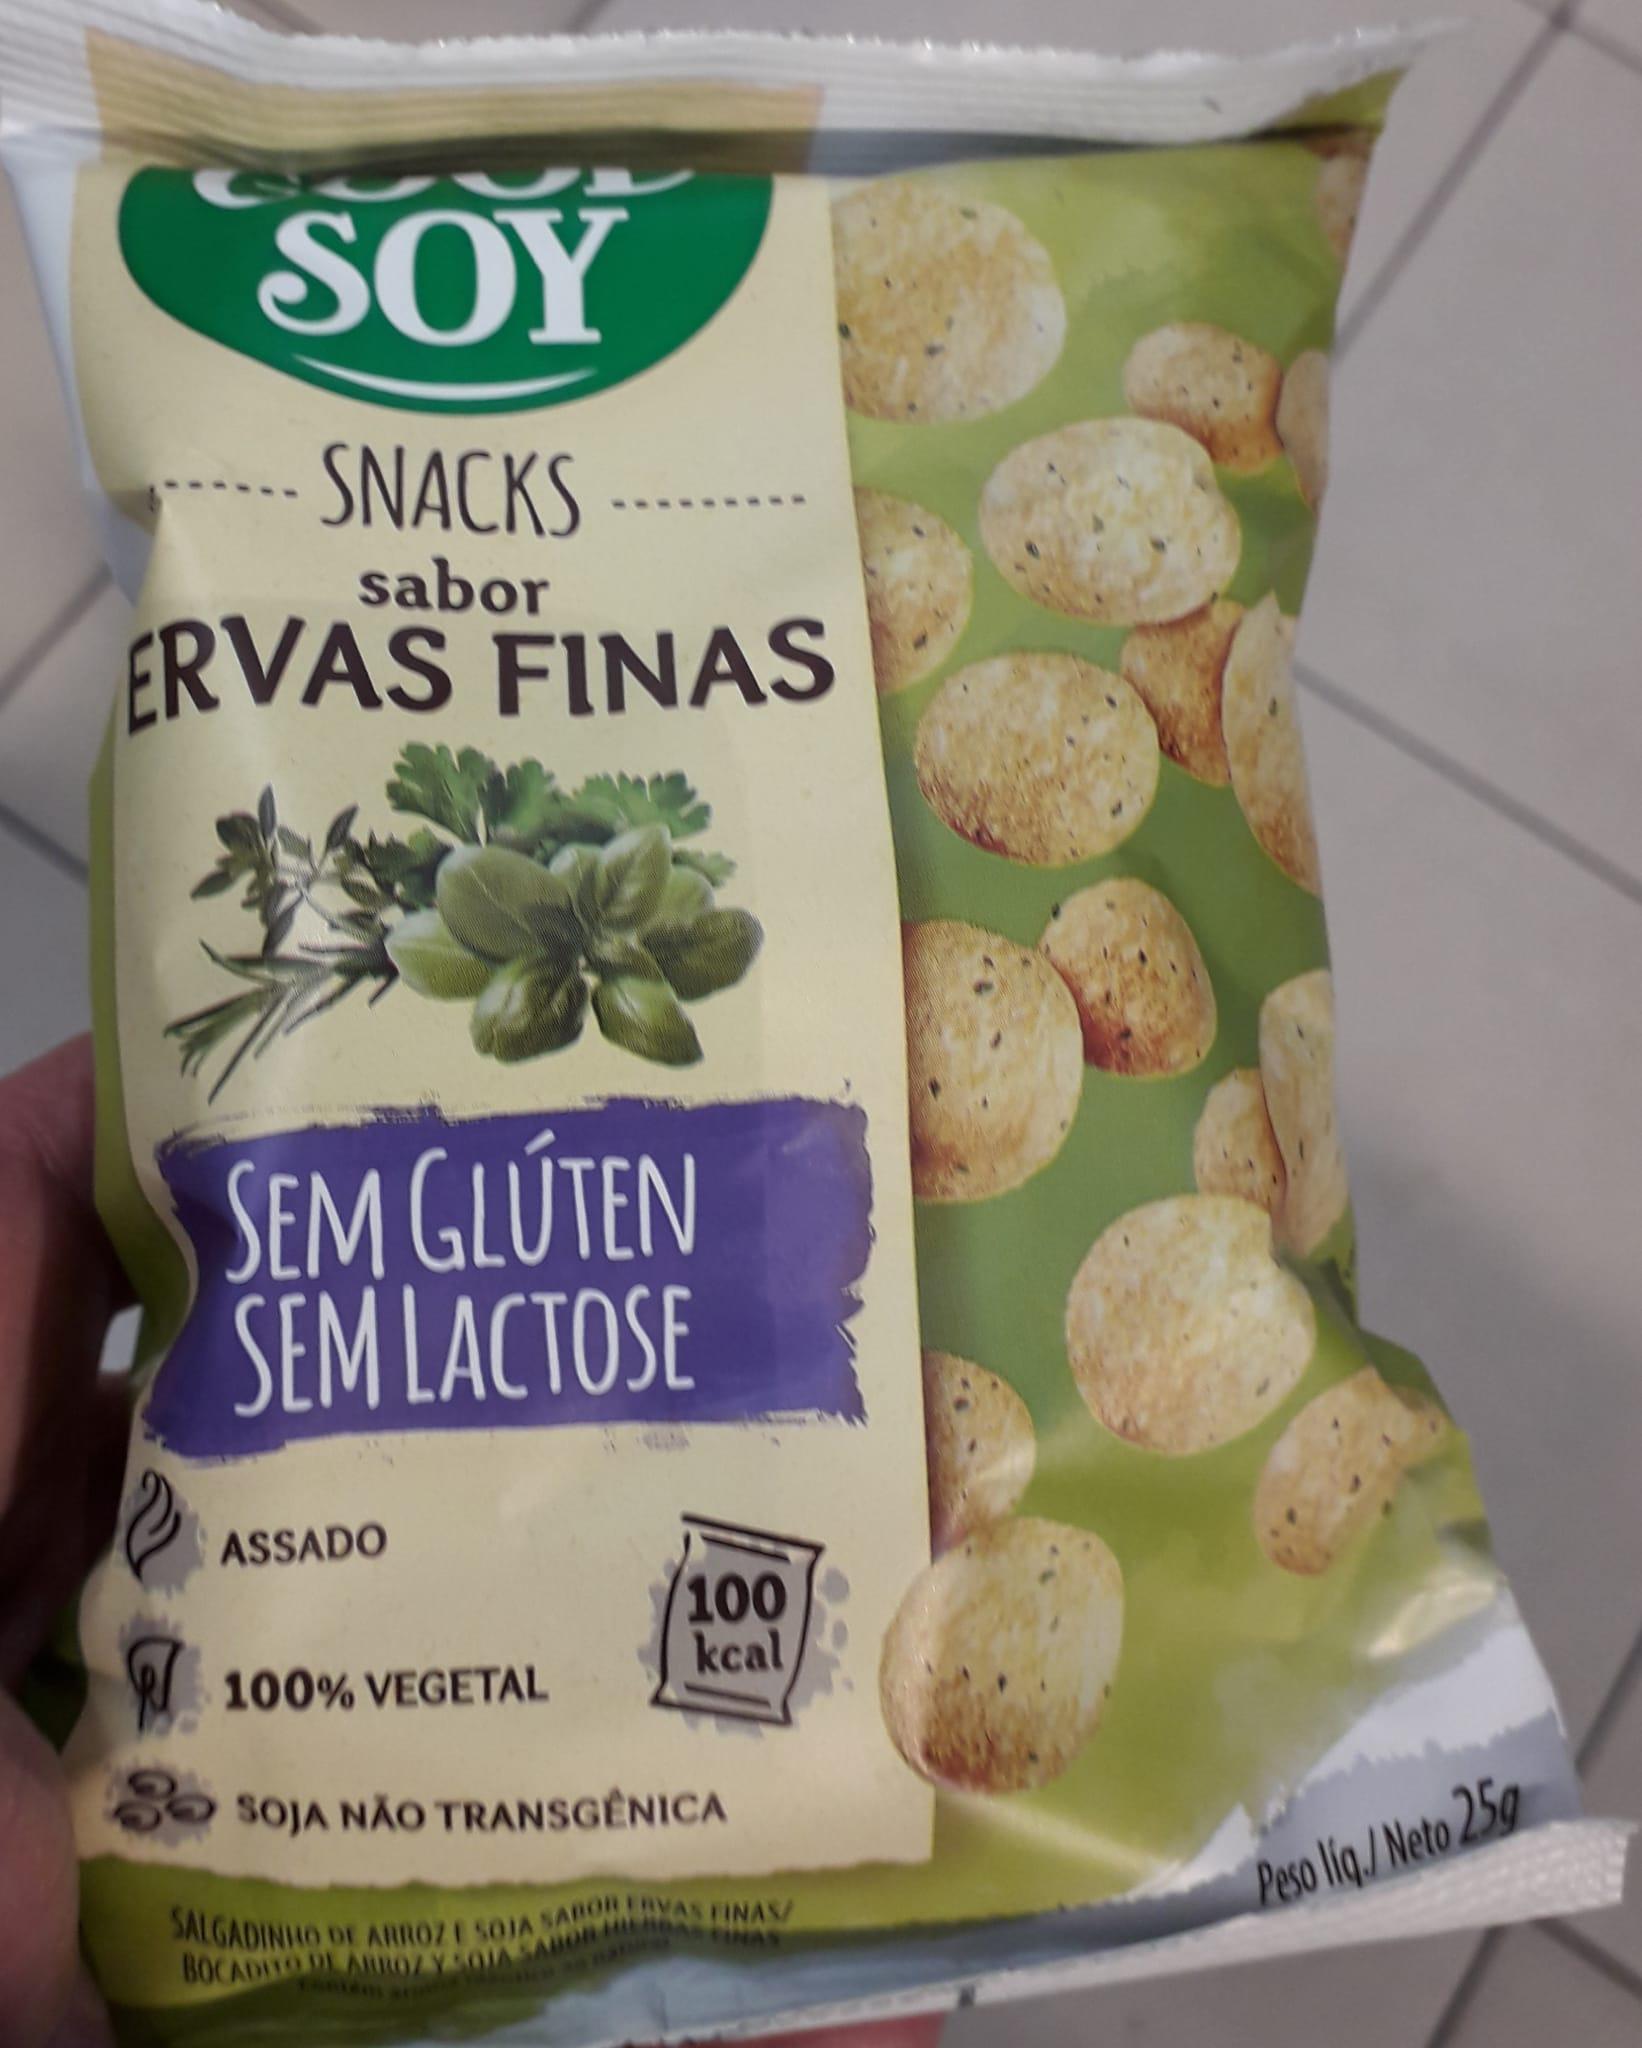 GOOD
SOY
SNACKS
sabor
ERVAS FINAS
SEM GLÚTEN
SEM LACTOSE
ASSADO
100
kcal
100% VEGETAL
SOJA NÃO TRANSGÊNICA
Peso líq./ Neto 25g
SALGADINHO DE ARROZ E SOJA SABOR ERVAS FINAS/
BOCADITO DE ARROZ Y SOJA SABOR HIERBAS FINAS